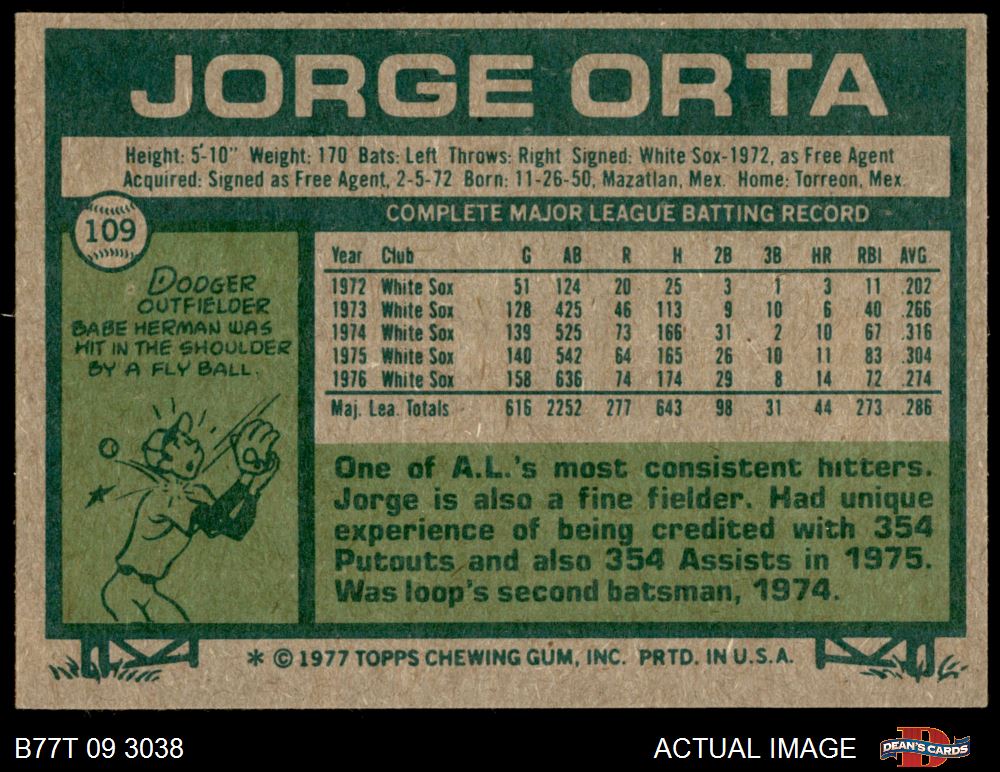 JORGE ORTA
Height: 5'-10" Weight: 170 Bats: Left Throws: Right Signed: White Sox-1972, as Free Agent
Acquired: Signed as Free Agent, 2-5-72 Born: 11-26-50, Mazatlan, Mex. Home: Torreon, Mex.
109
DODGER
OUTFIELDER
BABE HERMAN WAS
HIT IN THE SHOULDER
BY A FLY BALL.
COMPLETE MAJOR LEAGUE BATTING RECORD
Year Club G AB R H 2B 3B HR RBI AVG.
1972 White Sox 51 124 20 25 3 1 3 11 .202
1973 White Sox 128 425 46 113 9 10 6 40 .266
1974 White Sox 139 525 73 166 31 2 10 67 .316
1975 White Sox 140 542 64 165 26 10 11 83 .304
1976 White Sox 158 636 74 174 29 8 14 72 .274
Maj. Lea. Totals 616 2252 277 643 98 31 44 273 .286
One of A.L.'s most consistent hitters.
Jorge is also a fine fielder. Had unique
experience of being credited with 354
Putouts and also 354 Assists in 1975.
Was loop's second batsman, 1974.
* © 1977 TOPPS CHEWING GUM, INC. PRTD. IN U.S.A.
B77T 09 3038
ACTUAL IMAGE
DEAN'S CARDS